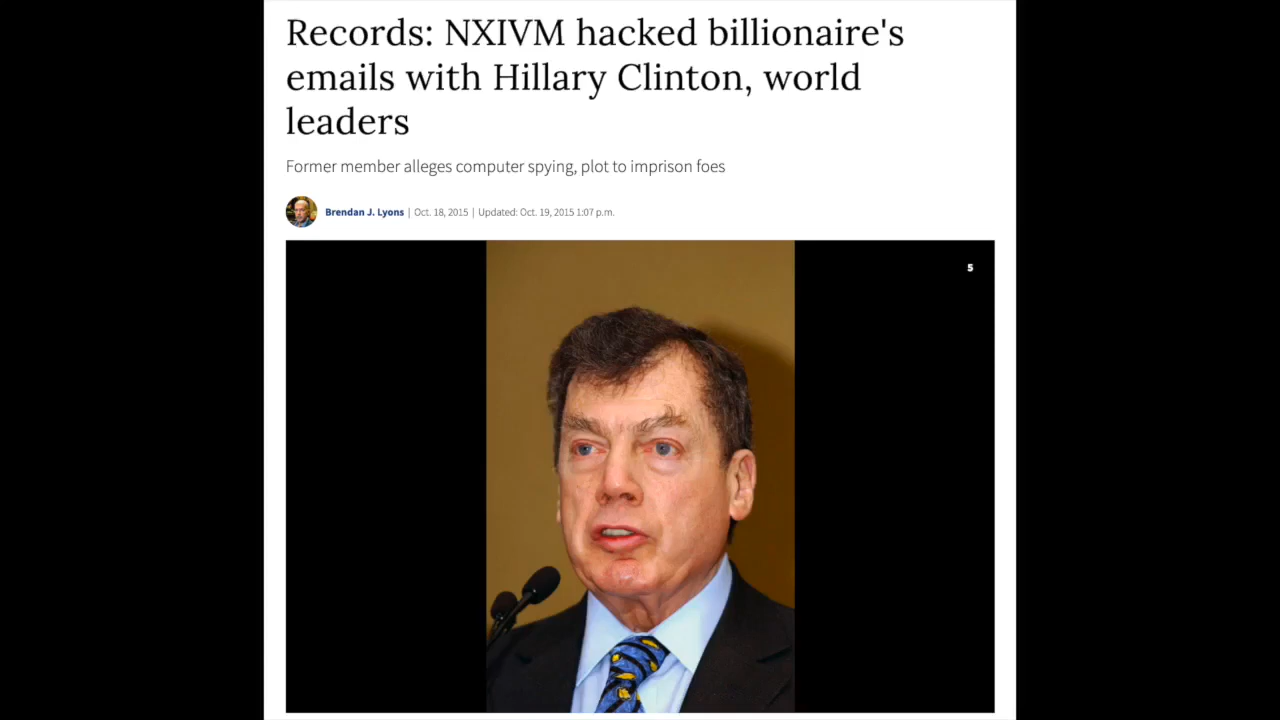 Records: NXIVM hacked billionaire's
emails with Hillary Clinton, world
leaders
Former member alleges computer spying, plot to imprison foes
Brendan J. Lyons | Oct. 18, 2015 | Updated: Oct. 19, 2015 1:07 p.m.
5